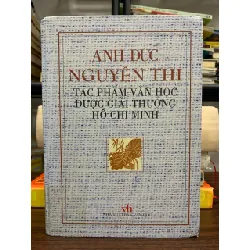 ANH ĐỨC
NGUYỄN THI
TÁC PHẨM VĂN HỌC
ĐƯỢC GIẢI THƯỞNG
HỒ CHÍ MINH